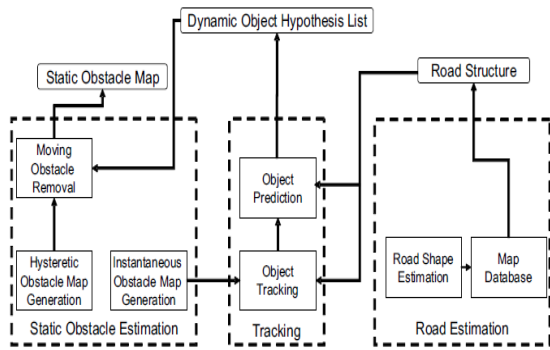 Dynamic Object Hypothesis List
Static Obstacle Map
Road Structure
Moving
Obstacle
Removal
Object
Prediction
Hysteretic
Obstacle Map
Generation
Instantaneous
Obstacle Map
Generation
Object
Tracking
Road Shape
Estimation
Map
Database
Static Obstacle Estimation
Tracking
Road Estimation